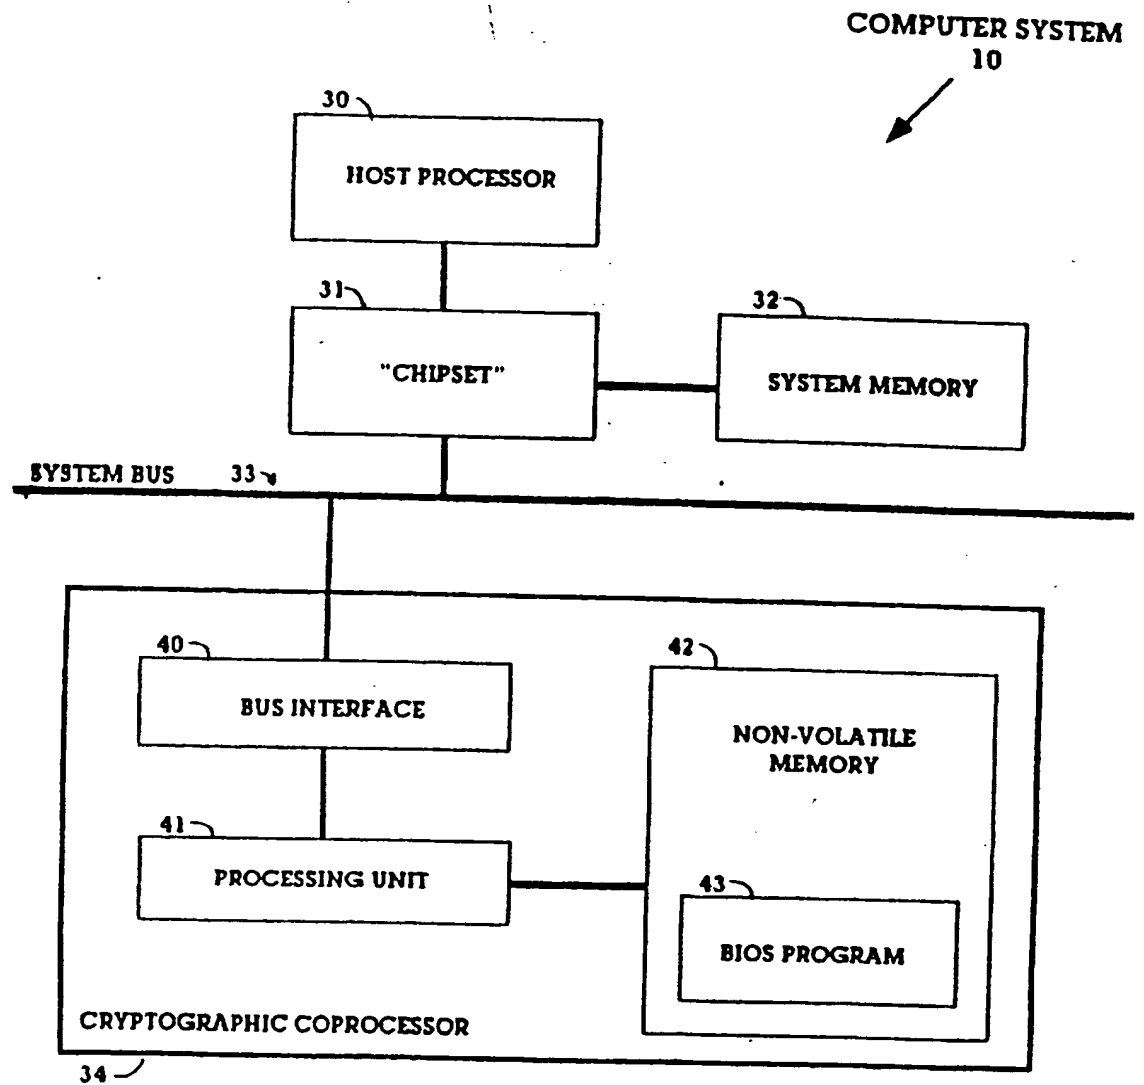 COMPUTER SYSTEM
10
30
HOST PROCESSOR
31
"CHIPSET"
32
SYSTEM MEMORY
SYSTEM BUS 33
40
BUS INTERFACE
42
NON-VOLATILE
MEMORY
41
PROCESSING UNIT
43
BIOS PROGRAM
CRYPTOGRAPHIC COPROCESSOR
34